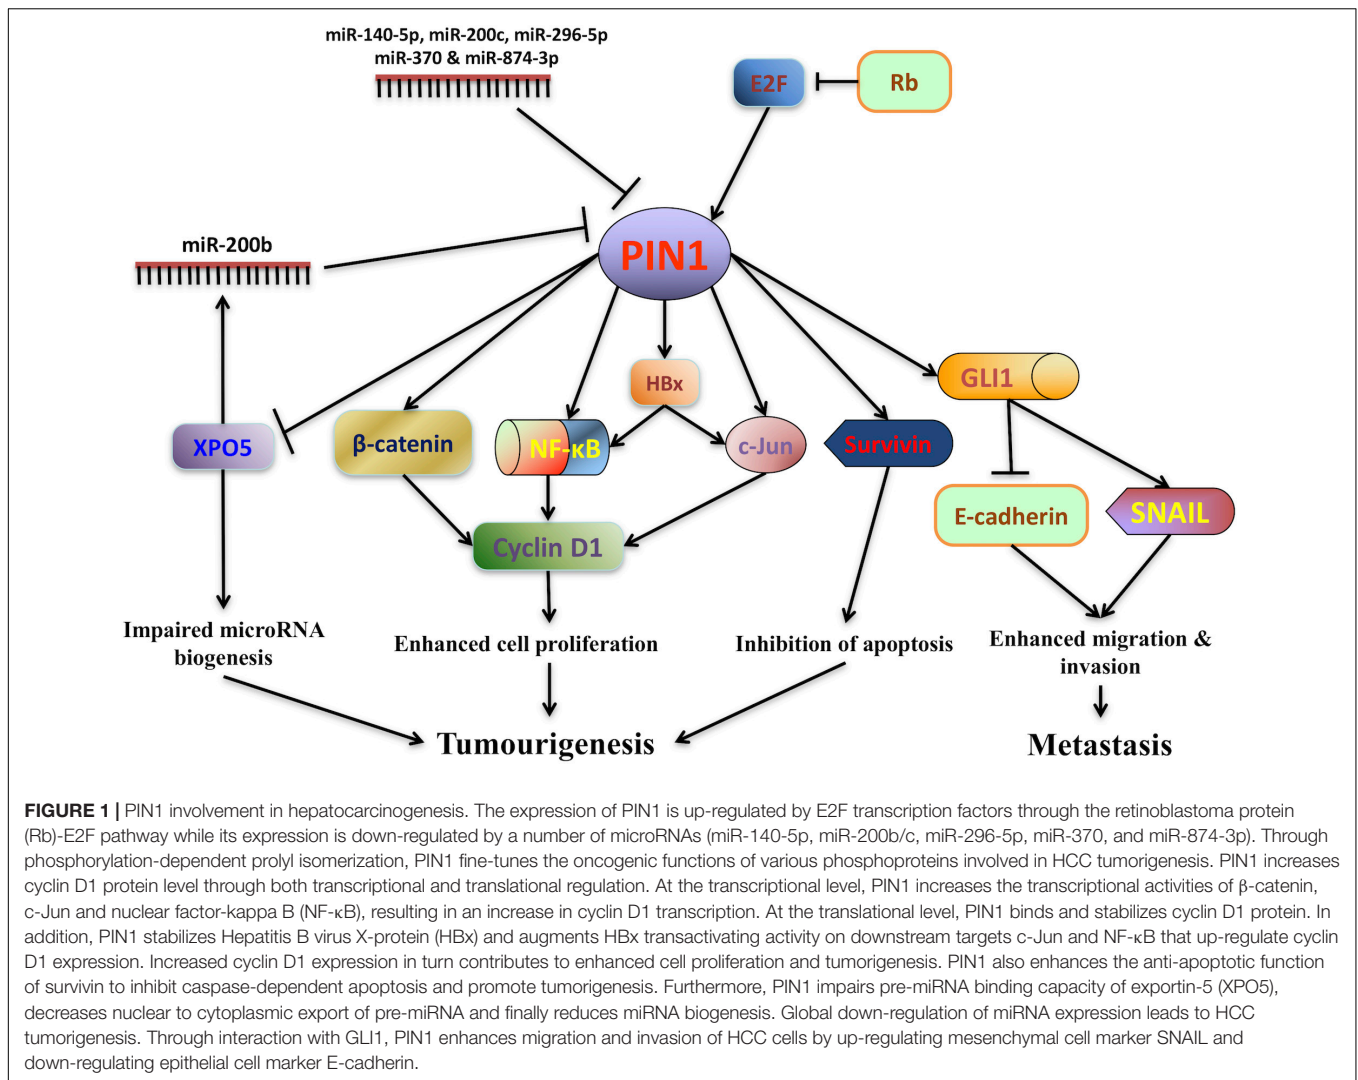 miR-140-5p, miR-200c, miR-296-5p
miR-370 & miR-874-3p
E2F
Rb
miR-200b
PIN1
HBx
GLI1
XPO5
β-catenin
NF-κB
c-Jun
Survivin
E-cadherin
SNAIL
Cyclin D1
Impaired microRNA
biogenesis
Enhanced cell proliferation
Inhibition of apoptosis
Enhanced migration &
invasion
Tumourigenesis
Metastasis
FIGURE 1 | PIN1 involvement in hepatocarcinogenesis. The expression of PIN1 is up-regulated by E2F transcription factors through the retinoblastoma protein
(Rb)-E2F pathway while its expression is down-regulated by a number of microRNAs (miR-140-5p, miR-200b/c, miR-296-5p, miR-370, and miR-874-3p). Through
phosphorylation-dependent prolyl isomerization, PIN1 fine-tunes the oncogenic functions of various phosphoproteins involved in HCC tumorigenesis. PIN1 increases
cyclin D1 protein level through both transcriptional and translational regulation. At the transcriptional level, PIN1 increases the transcriptional activities of β-catenin,
c-Jun and nuclear factor-kappa B (NF-κB), resulting in an increase in cyclin D1 transcription. At the translational level, PIN1 binds and stabilizes cyclin D1 protein. In
addition, PIN1 stabilizes Hepatitis B virus X-protein (HBx) and augments HBx transactivating activity on downstream targets c-Jun and NF-κB that up-regulate cyclin
D1 expression. Increased cyclin D1 expression in turn contributes to enhanced cell proliferation and tumorigenesis. PIN1 also enhances the anti-apoptotic function
of survivin to inhibit caspase-dependent apoptosis and promote tumorigenesis. Furthermore, PIN1 impairs pre-miRNA binding capacity of exportin-5 (XPO5),
decreases nuclear to cytoplasmic export of pre-miRNA and finally reduces miRNA biogenesis. Global down-regulation of miRNA expression leads to HCC
tumorigenesis. Through interaction with GLI1, PIN1 enhances migration and invasion of HCC cells by up-regulating mesenchymal cell marker SNAIL and
down-regulating epithelial cell marker E-cadherin.